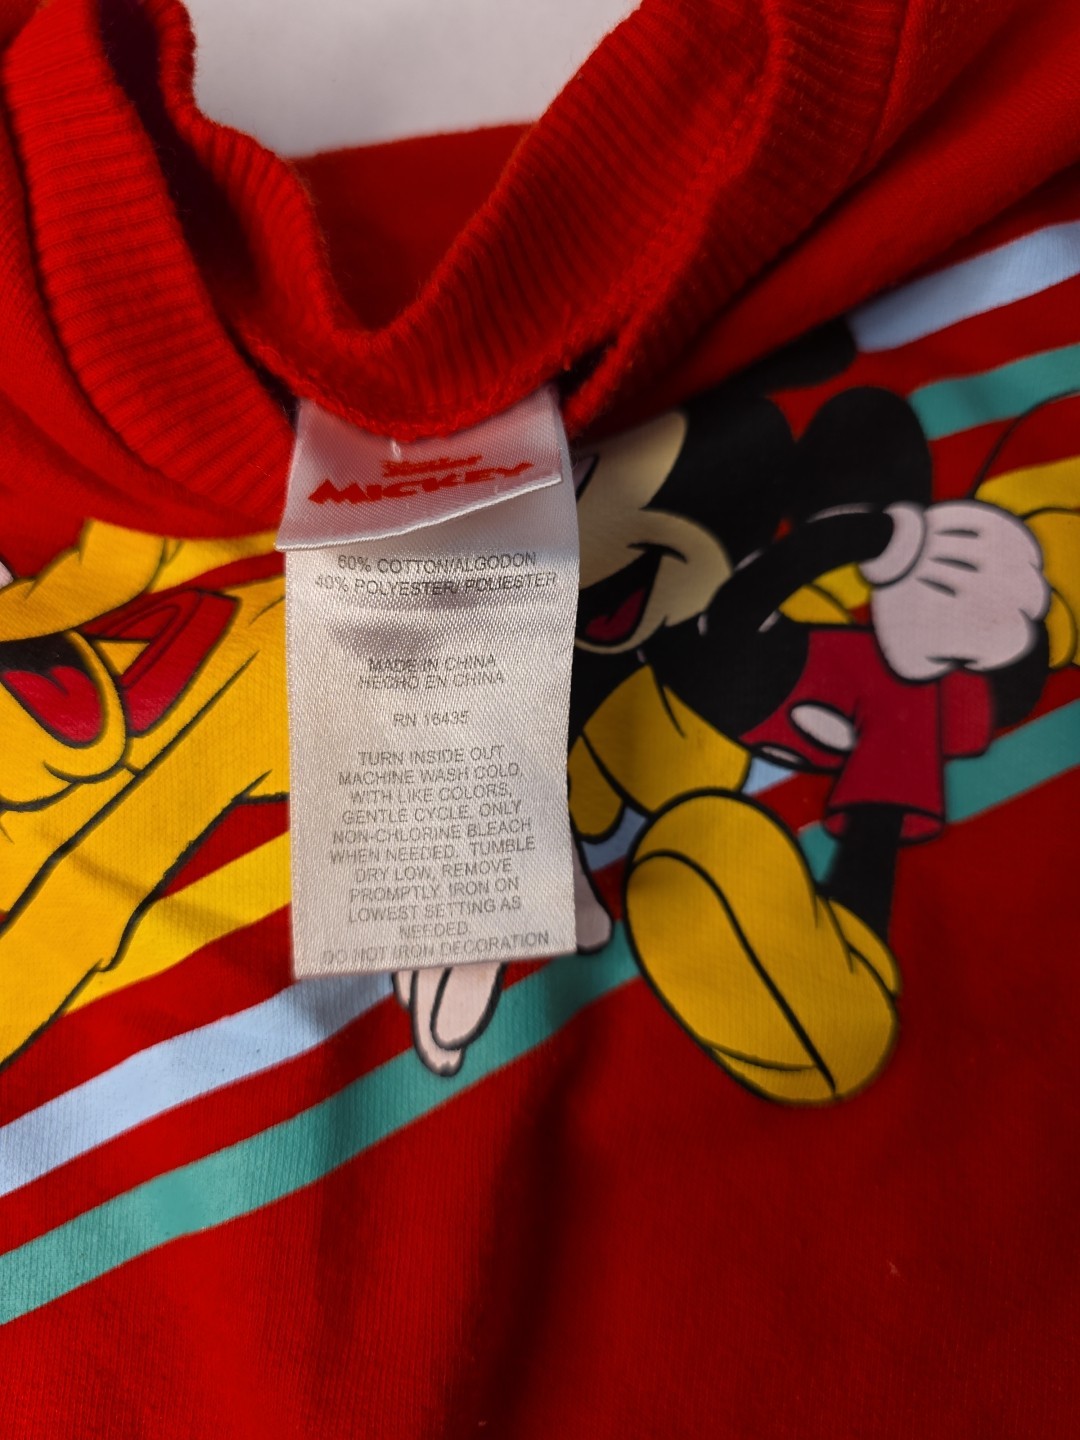 Junior
MICKEY
60% COTTON/ALGODON
40% POLYESTER/POLIESTER
MADE IN CHINA
HECHO EN CHINA
RN 16435
TURN INSIDE OUT
MACHINE WASH COLD,
WITH LIKE COLORS,
GENTLE CYCLE. ONLY
NON-CHLORINE BLEACH
WHEN NEEDED. TUMBLE
DRY LOW, REMOVE
PROMPTLY. IRON ON
LOWEST SETTING AS
NEEDED.
DO NOT IRON DECORATION